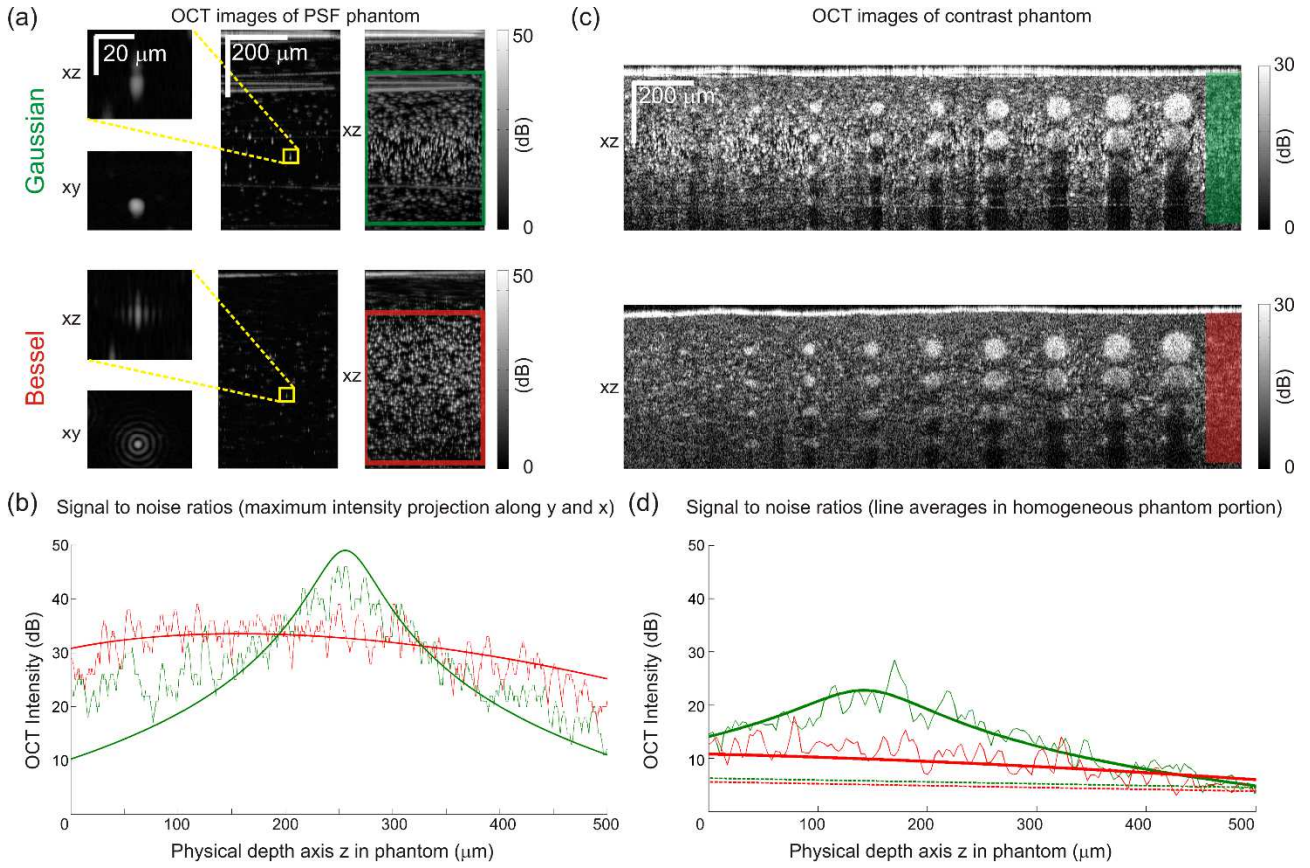 (a)
OCT images of PSF phantom
20 μm
200 μm
xz
xy
xz
Gaussian
50
(dB)
0
xz
xy
xz
Bessel
50
(dB)
0
(c)
OCT images of contrast phantom
200 μm
xz
30
(dB)
0
xz
30
(dB)
0
(b) Signal to noise ratios (maximum intensity projection along y and x)
OCT Intensity (dB)
50
40
30
20
10
0 100 200 300 400 500
Physical depth axis z in phantom (μm)
(d) Signal to noise ratios (line averages in homogeneous phantom portion)
OCT Intensity (dB)
50
40
30
20
10
0 100 200 300 400 500
Physical depth axis z in phantom (μm)